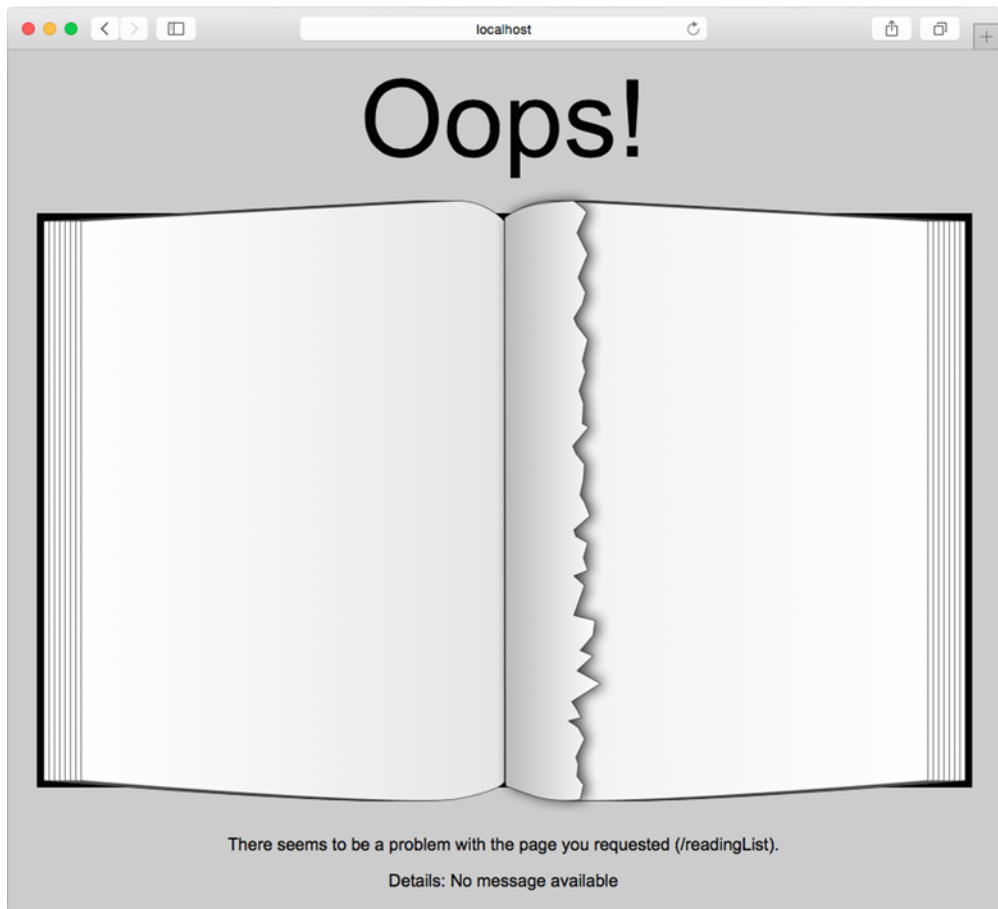 localhost
Oops!
There seems to be a problem with the page you requested (/readingList).
Details: No message available